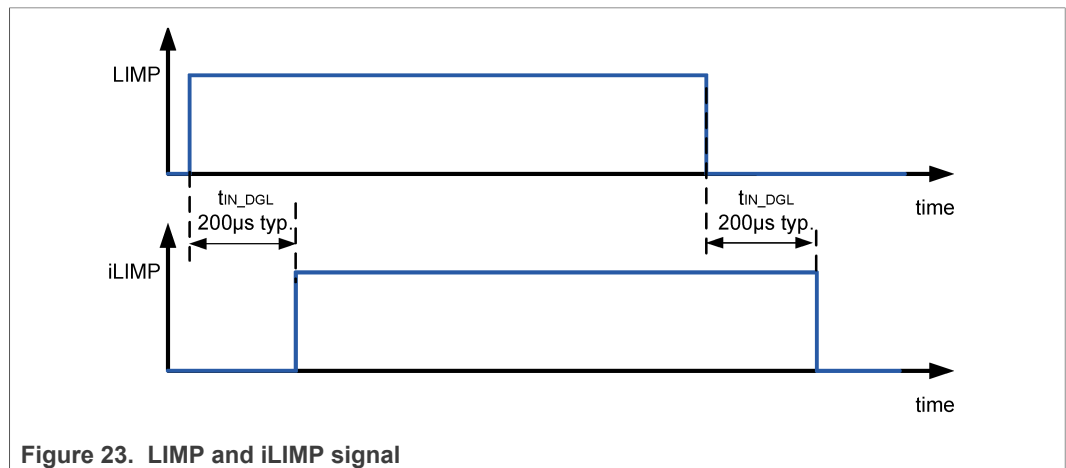 LIMP
tIN_DGL
200µs typ.
tIN_DGL
200µs typ.
time
iLIMP
time
Figure 23. LIMP and iLIMP signal